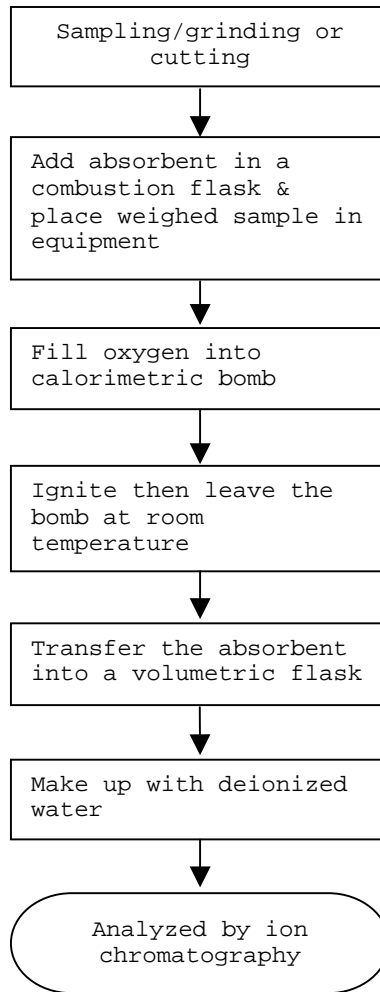 Sampling/grinding or
cutting
Add absorbent in a
combustion flask &
place weighed sample in
equipment
Fill oxygen into
calorimetric bomb
Ignite then leave the
bomb at room
temperature
Transfer the absorbent
into a volumetric flask
Make up with deionized
water
Analyzed by ion
chromatography